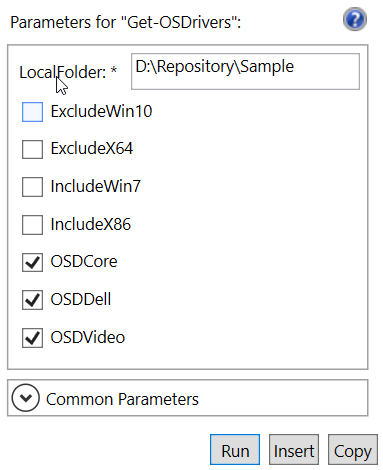 Parameters for "Get-OSDrivers":
?
LocalFolder: * D:\Repository\Sample
ExcludeWin10
ExcludeX64
IncludeWin7
IncludeX86
OSDCore
OSDDell
OSDVideo
Common Parameters
Run Insert Copy